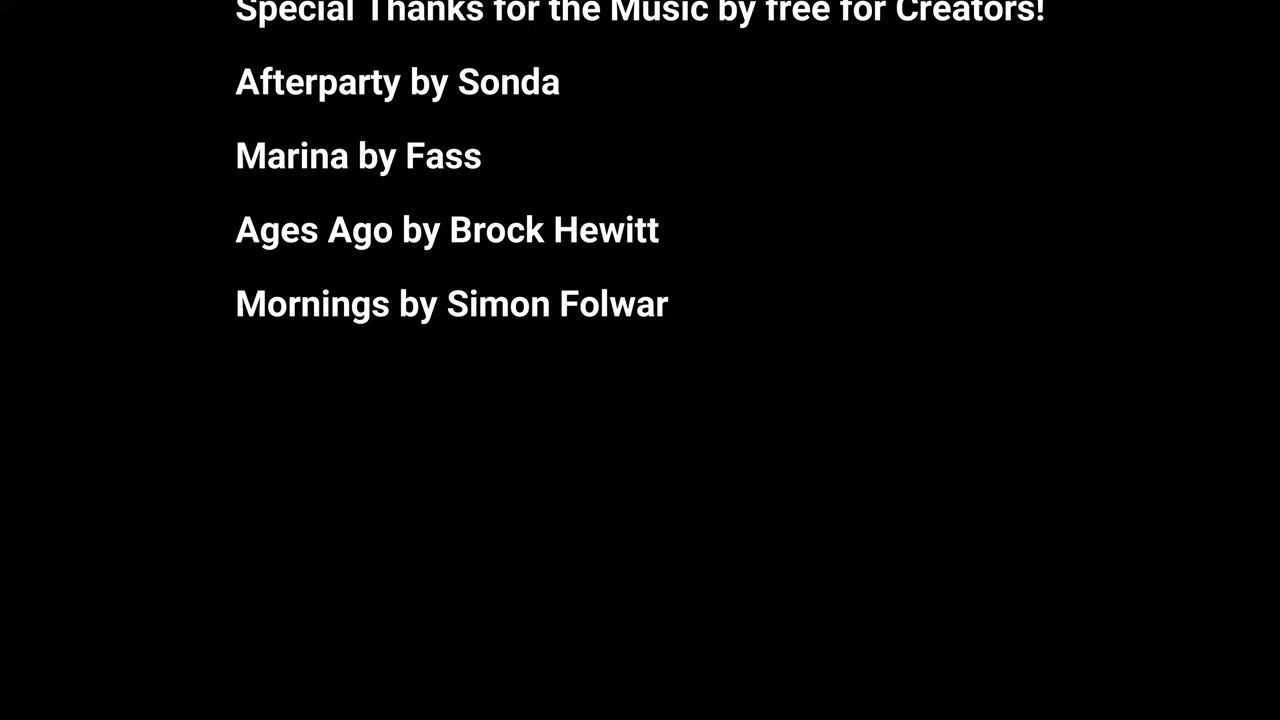 Special Thanks for the Music by free for Creators!
Afterparty by Sonda
Marina by Fass
Ages Ago by Brock Hewitt
Mornings by Simon Folwar